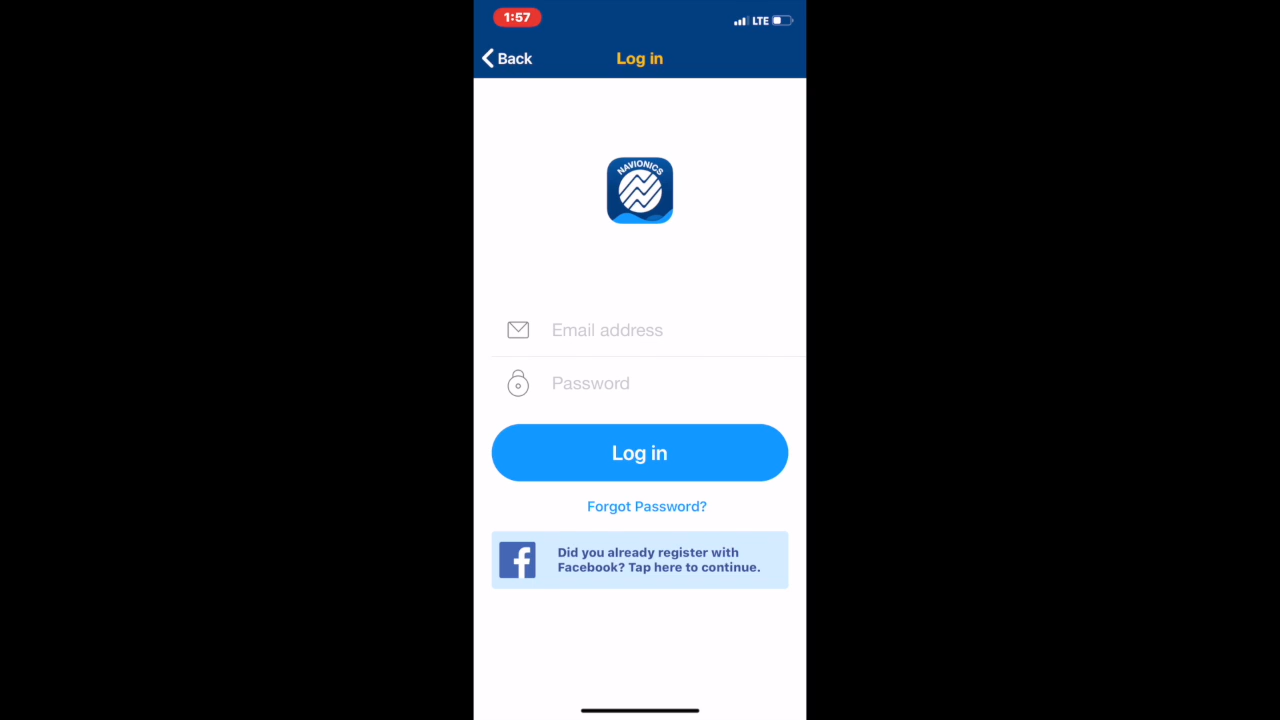 1:57
LTE
Back
Log in
NAVIONICS
Email address
Password
Log in
Forgot Password?
Did you already register with
Facebook? Tap here to continue.